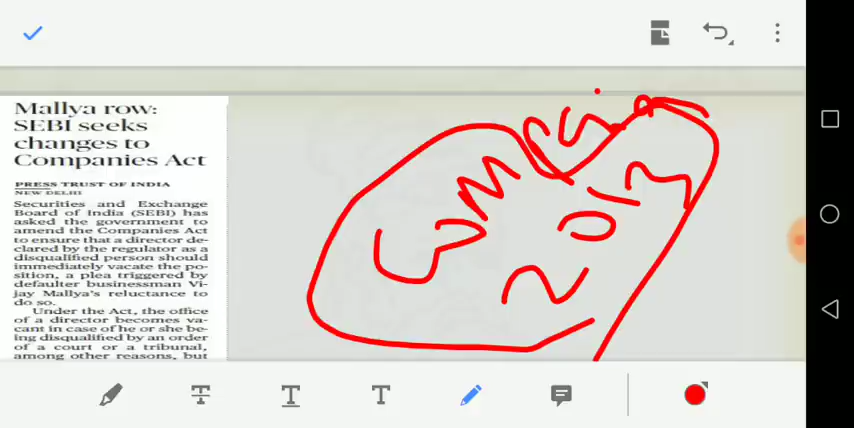 Mallya row:
SEBI seeks
changes to
Companies Act
PRESS TRUST OF INDIA
NEW DELHI
Securities and Exchange
Board of India (SEBI) has
asked the government to
amend the Companies Act
to ensure that a director de-
clared by the regulator as a
disqualified person should
immediately vacate the po-
sition, a plea triggered by
defaulter businessman Vi-
jay Mallya's reluctance to
do so.
Under the Act, the office
of a director becomes va-
cant in case of he or she be-
ing disqualified by an order
of a court or a tribunal,
among other reasons, but